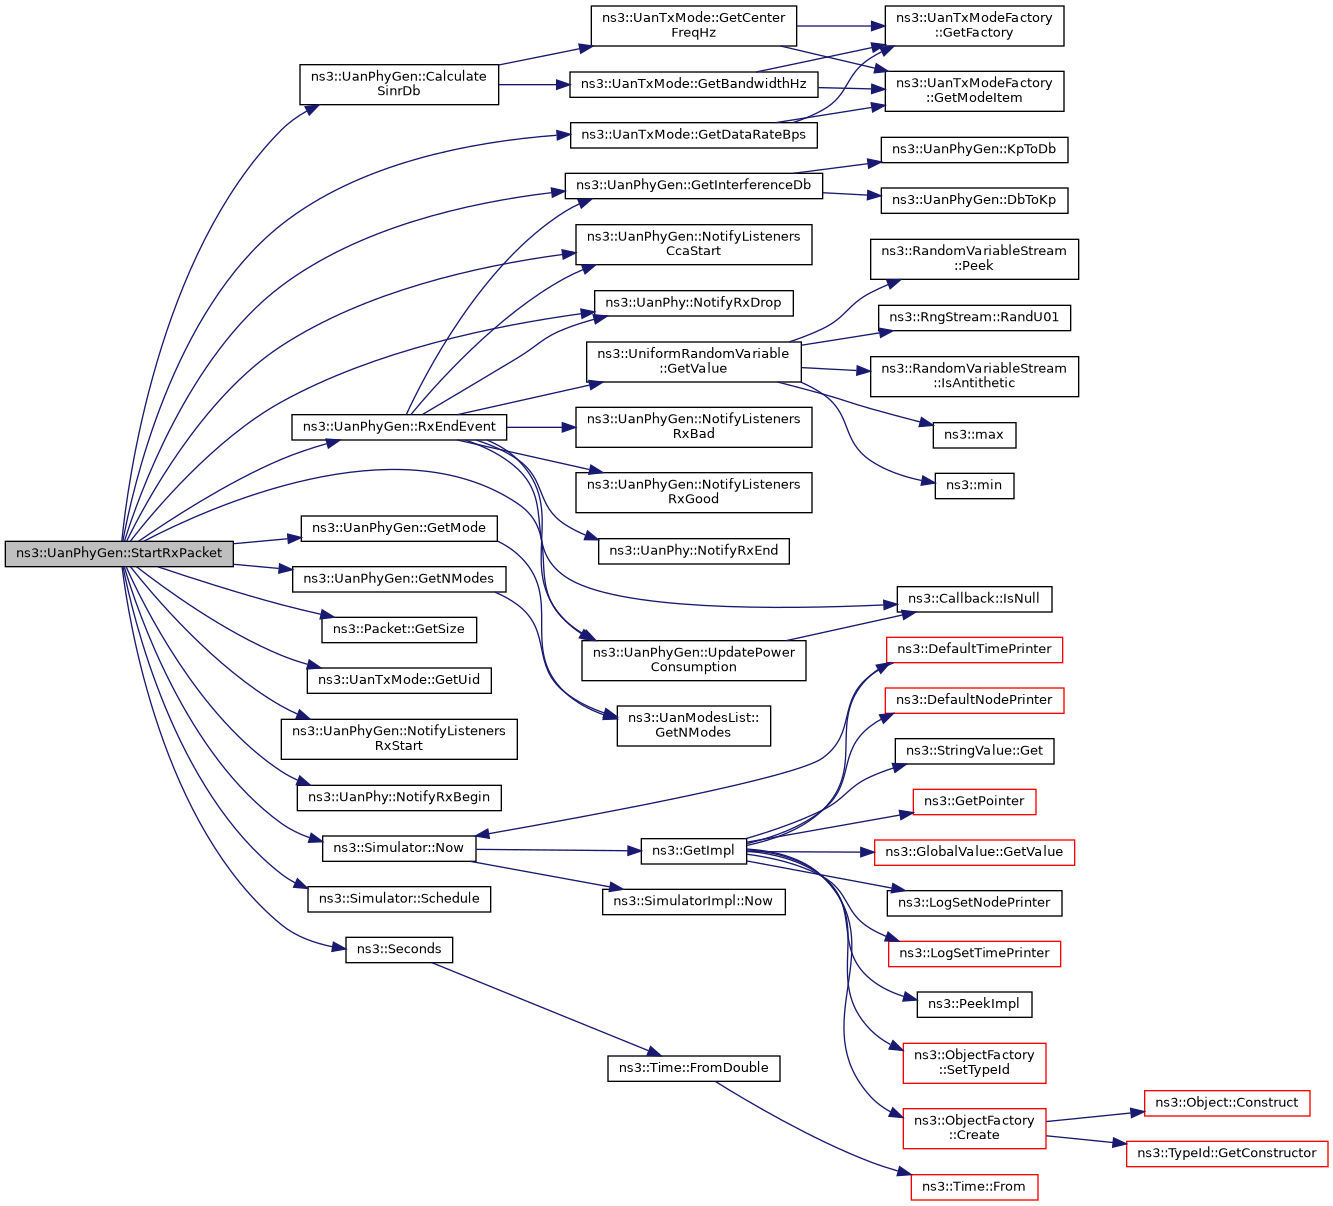 ns3::UanPhyGen::StartRxPacket
ns3::UanPhyGen::Calculate
SinrDb
ns3::UanPhyGen::RxEndEvent
ns3::UanPhyGen::GetMode
ns3::UanPhyGen::GetNModes
ns3::Packet::GetSize
ns3::UanTxMode::GetUid
ns3::UanPhyGen::NotifyListeners
RxStart
ns3::UanPhy::NotifyRxBegin
ns3::Simulator::Now
ns3::Simulator::Schedule
ns3::Seconds
ns3::UanTxMode::GetCenter
FreqHz
ns3::UanTxMode::GetBandwidthHz
ns3::UanTxMode::GetDataRateBps
ns3::UanPhyGen::GetInterferenceDb
ns3::UanPhyGen::NotifyListeners
CcaStart
ns3::UanPhy::NotifyRxDrop
ns3::UniformRandomVariable
::GetValue
ns3::UanPhyGen::NotifyListeners
RxBad
ns3::UanPhyGen::NotifyListeners
RxGood
ns3::UanPhy::NotifyRxEnd
ns3::UanPhyGen::UpdatePower
Consumption
ns3::UanModesList::
GetNModes
ns3::GetImpl
ns3::SimulatorImpl::Now
ns3::Time::FromDouble
ns3::UanTxModeFactory
::GetFactory
ns3::UanTxModeFactory
::GetModeItem
ns3::UanPhyGen::KpToDb
ns3::UanPhyGen::DbToKp
ns3::RandomVariableStream
::Peek
ns3::RngStream::RandU01
ns3::RandomVariableStream
::IsAntithetic
ns3::max
ns3::min
ns3::Callback::IsNull
ns3::DefaultTimePrinter
ns3::DefaultNodePrinter
ns3::StringValue::Get
ns3::GetPointer
ns3::GlobalValue::GetValue
ns3::LogSetNodePrinter
ns3::LogSetTimePrinter
ns3::PeekImpl
ns3::ObjectFactory
::SetTypeId
ns3::ObjectFactory
::Create
ns3::Time::From
ns3::Object::Construct
ns3::TypeId::GetConstructor